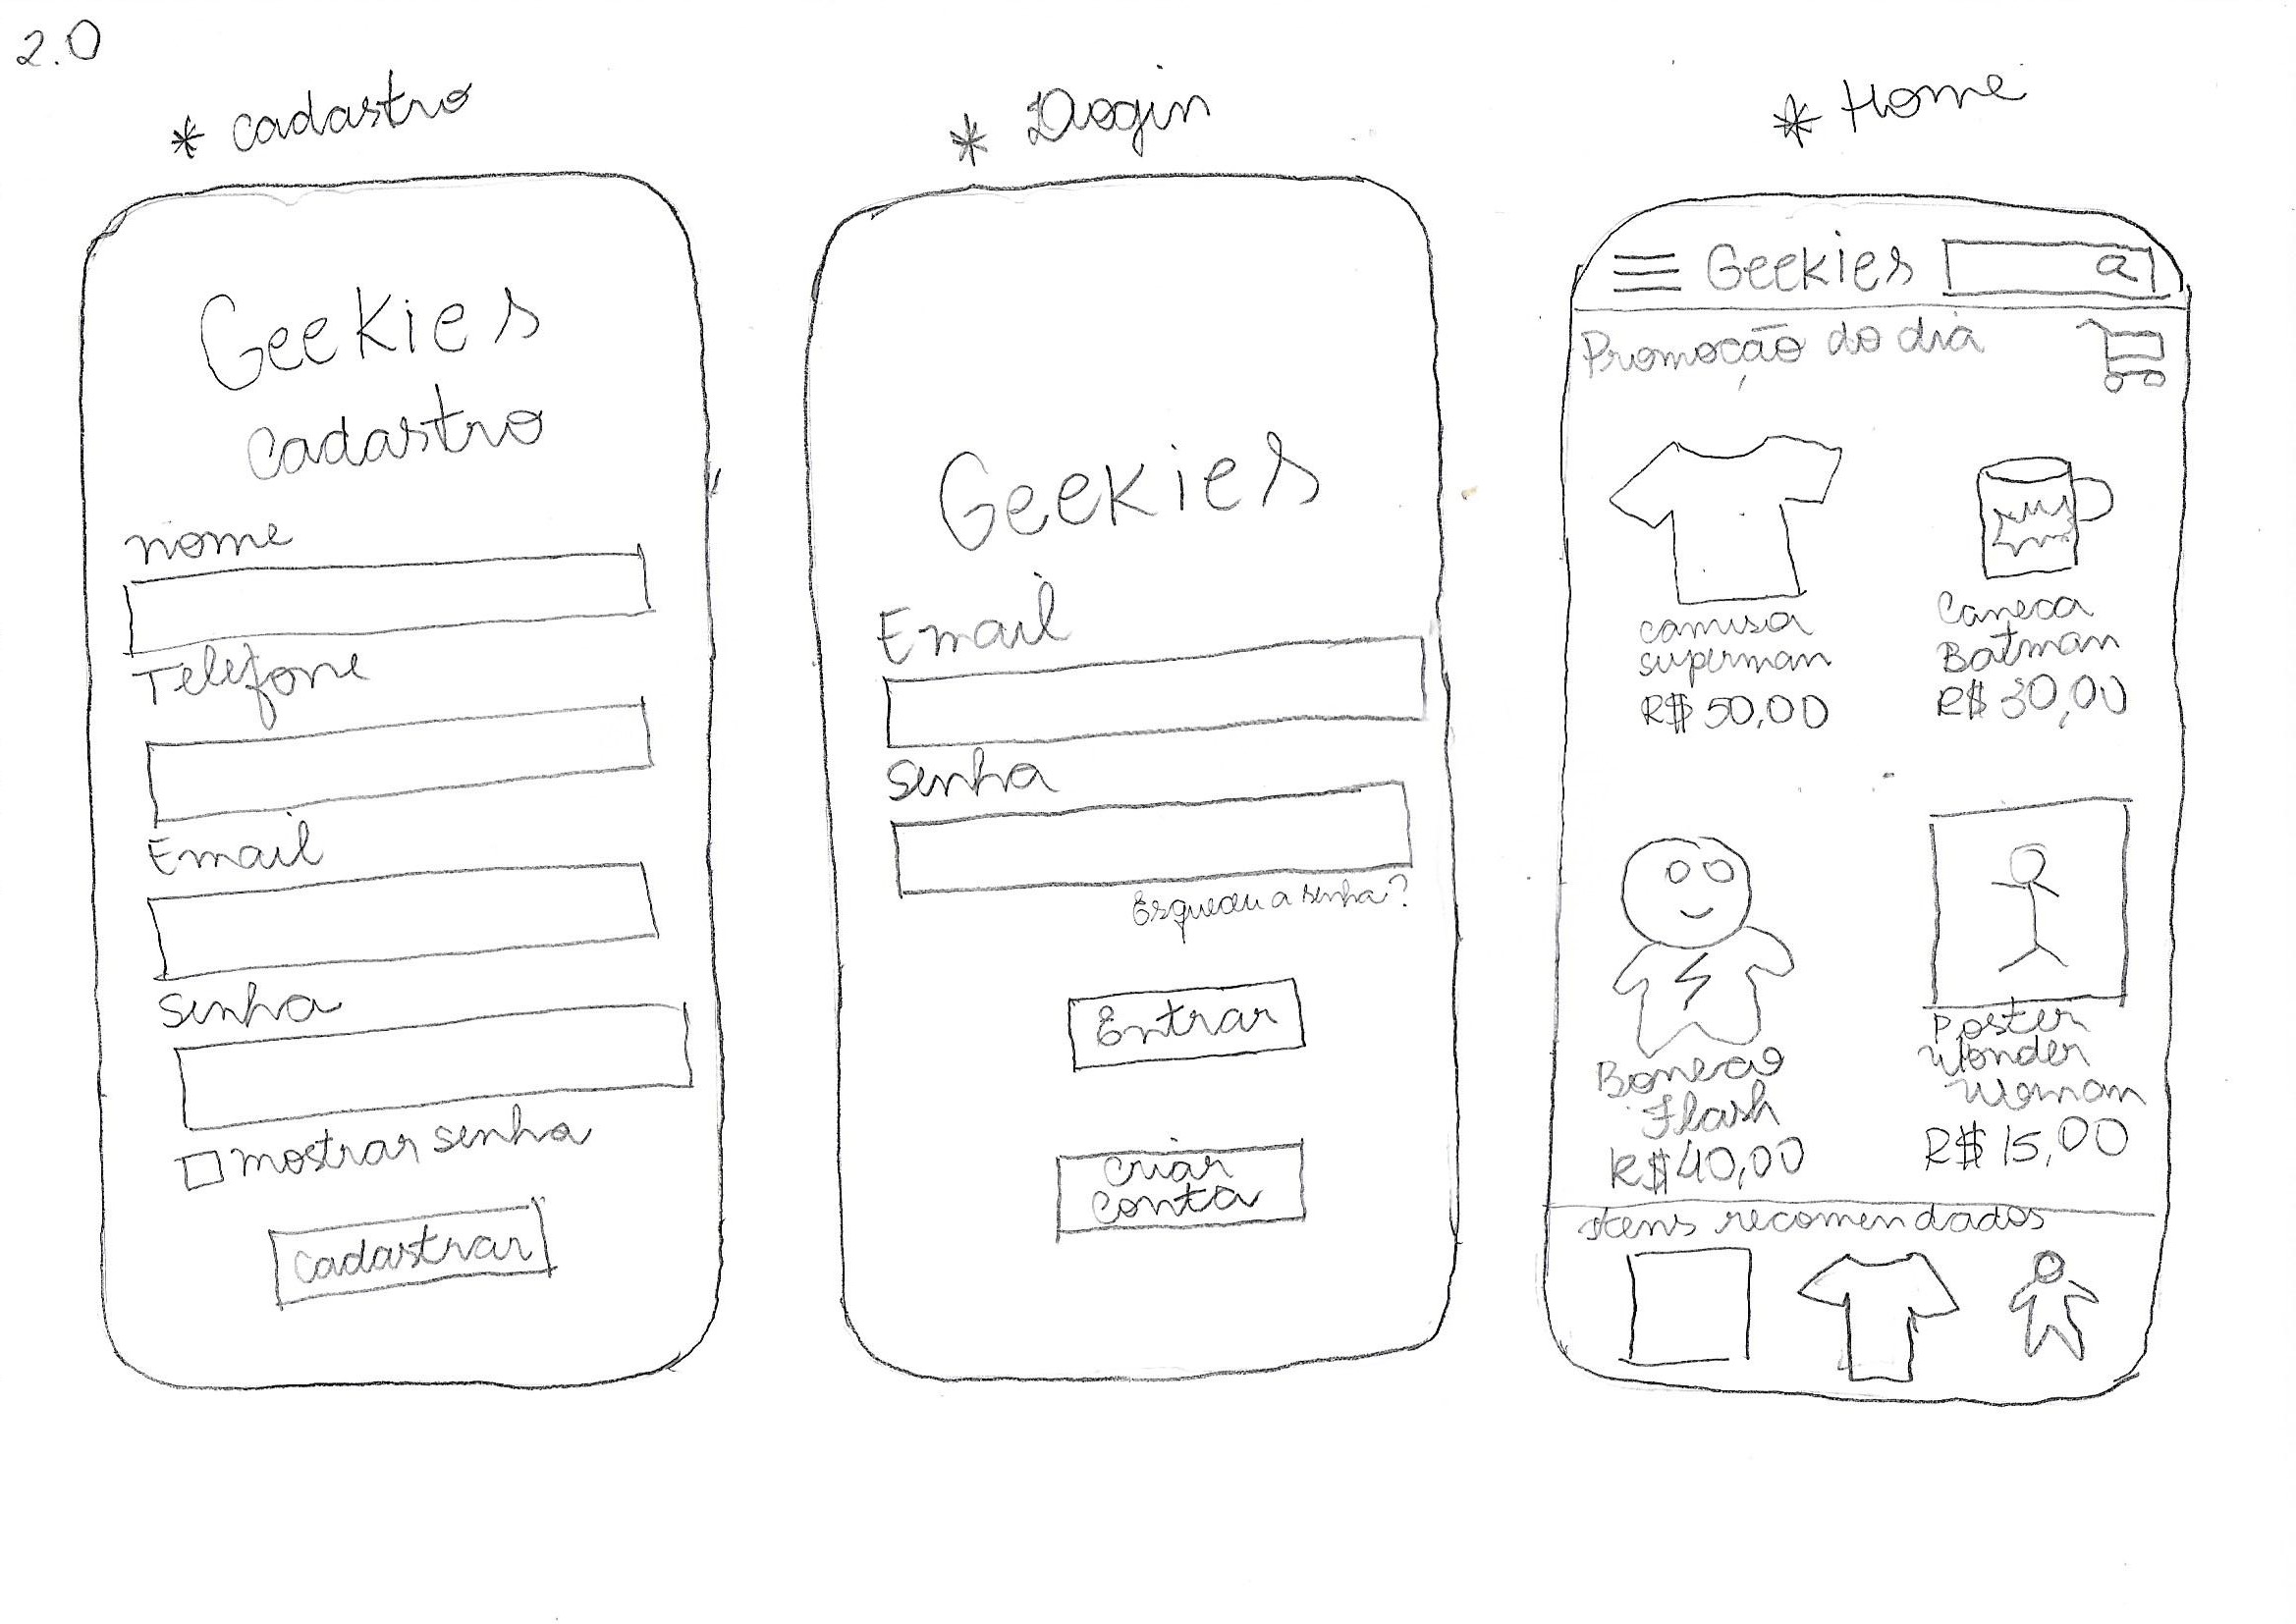 2.0
* cadastro
Geekies
cadastro
nome
Telefone
Email
senha
mostrar senha
cadastrar
* Login
Geekies
Email
senha
Esqueceu a senha?
Entrar
criar
conta
* Home
Geekies
Promoção do dia
camisa
superman
R$ 50,00
Caneca
Batman
R$ 30,00
Boneco
Flash
R$ 40,00
Poster
Wonder
Woman
R$ 15,00
itens recomendados